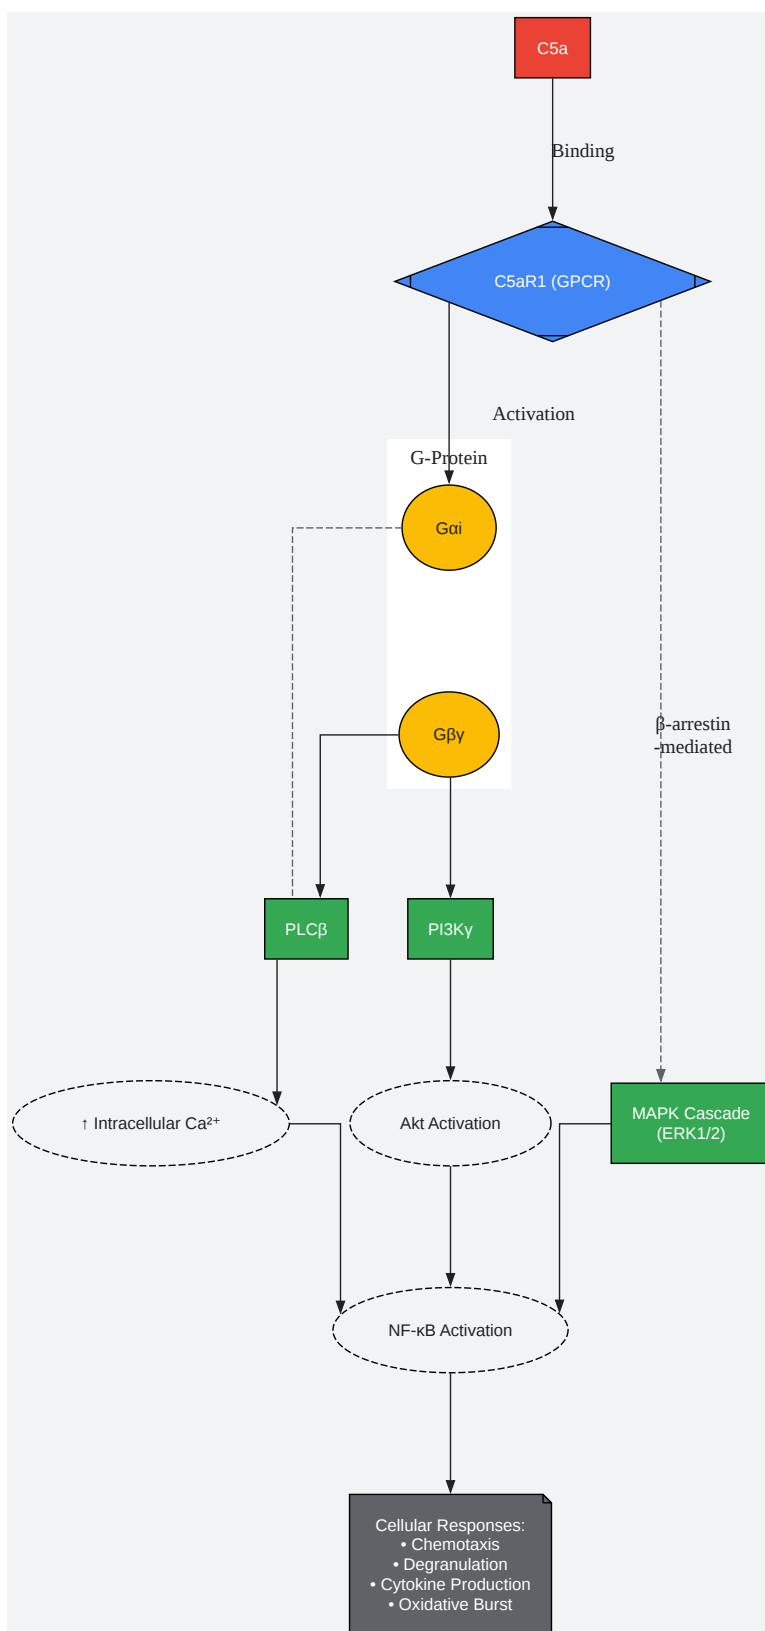 C5a
Binding
C5aR1 (GPCR)
Activation
G-Protein
Gαi
Gβγ
β-arrestin
-mediated
PLCβ
PI3Kγ
↑ Intracellular Ca²⁺
Akt Activation
MAPK Cascade
(ERK1/2)
NF-κB Activation
Cellular Responses:
• Chemotaxis
• Degranulation
• Cytokine Production
• Oxidative Burst